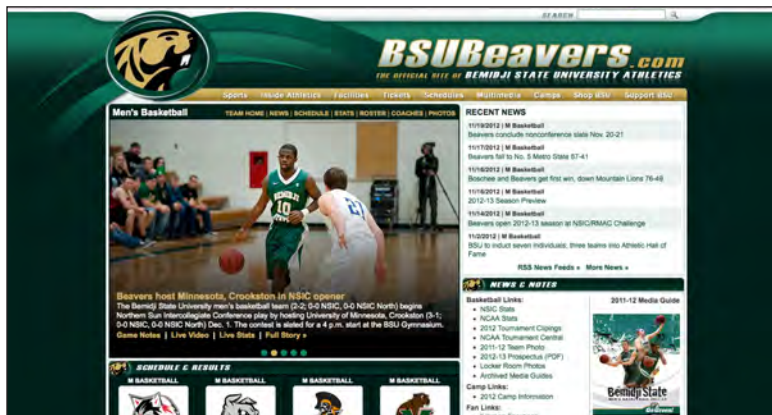 SEARCH
BSUBEAVERS.com
THE OFFICIAL SITE OF BEMIDJI STATE UNIVERSITY ATHLETICS
Sports Inside Athletics Facilities Tickets Schedules Multimedia Camps Shop BSU Support BSU
Men's Basketball
TEAM HOME | NEWS | SCHEDULE | STATS | ROSTER | COACHES | PHOTOS
BEMIDJI
10
Beavers host Minnesota, Crookston in NSIC opener
The Bemidji State University men's basketball team (2-2; 0-0 NSIC, 0-0 NSIC North) begins
Northern Sun Intercollegiate Conference play by hosting University of Minnesota, Crookston (3-1;
0-0 NSIC, 0-0 NSIC North) Dec. 1. The contest is slated for a 4 p.m. start at the BSU Gymnasium.
Game Notes | Live Video | Live Stats | Full Story »
SCHEDULE & RESULTS
M BASKETBALL M BASKETBALL M BASKETBALL M BASKETBALL
RECENT NEWS
11/19/2012 | M Basketball
Beavers conclude nonconference slate Nov. 20-21
11/17/2012 | M Basketball
Beavers fall to No. 5 Metro State 67-41
11/16/2012 | M Basketball
Boschee and Beavers get first win, down Mountain Lions 76-48
11/16/2012 | M Basketball
2012-13 Season Preview
11/14/2012 | M Basketball
Beavers open 2012-13 season at NSIC/RMAC Challenge
11/2/2012 | M Basketball
BSU to induct seven individuals, three teams into Athletic Hall of
Fame
RSS News Feeds » More News »
NEWS & NOTES
Basketball Links:
• NSIC Stats
• NCAA Stats
• 2012 Tournament Clipings
• NCAA Tournament Central
• 2011-12 Team Photo
• 2012-13 Prospectus (PDF)
• Locker Room Photos
• Archived Media Guides
Camp Links:
• 2012 Camp Information
Fan Links:
2011-12 Media Guide
Bemidji State